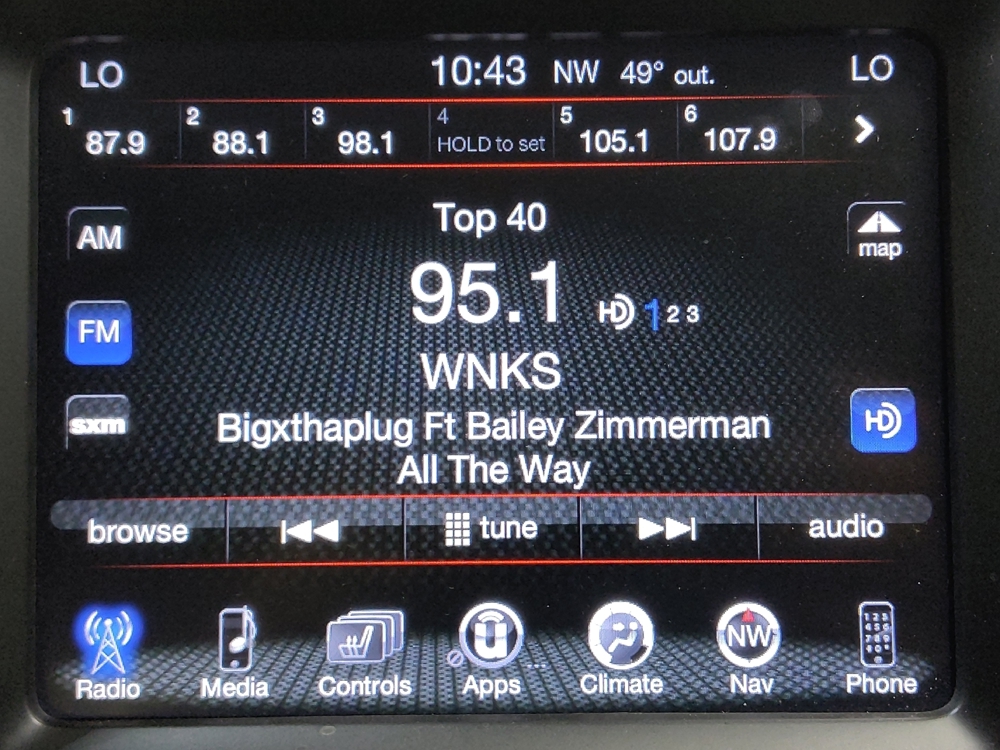 LO 10:43 NW 49° out. LO
1 87.9 2 88.1 3 98.1 4 HOLD to set 5 105.1 6 107.9
Top 40
AM
map
95.1 HD 1 2 3
FM
WNKS
sxm
Bigxthaplug Ft Bailey Zimmerman
HD
All The Way
browse tune audio
NW
Radio Media Controls Apps Climate Nav Phone